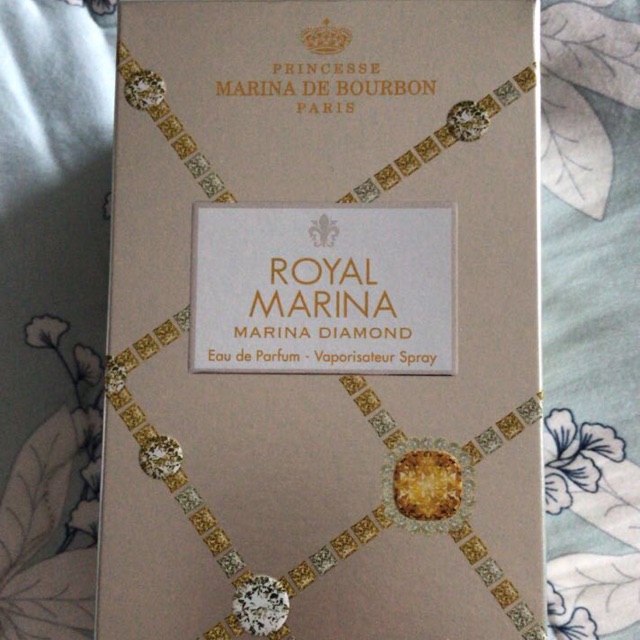 PRINCESSE
MARINA DE BOURBON
PARIS
ROYAL
MARINA
MARINA DIAMOND
Eau de Parfum - Vaporisateur Spray